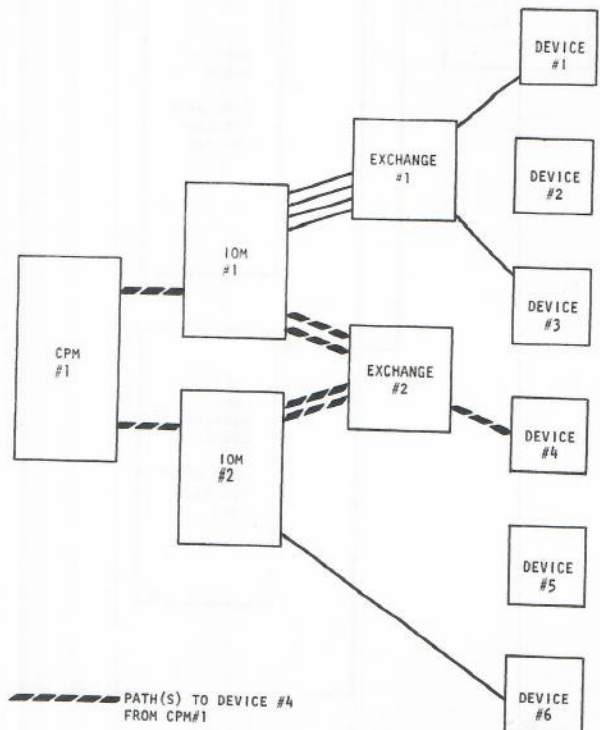 DEVICE
#1
EXCHANGE
#1
DEVICE
#2
IOM
#1
DEVICE
#3
CPM
#1
EXCHANGE
#2
DEVICE
#4
IOM
#2
DEVICE
#5
DEVICE
#6
PATH(S) TO DEVICE #4
FROM CPM#1